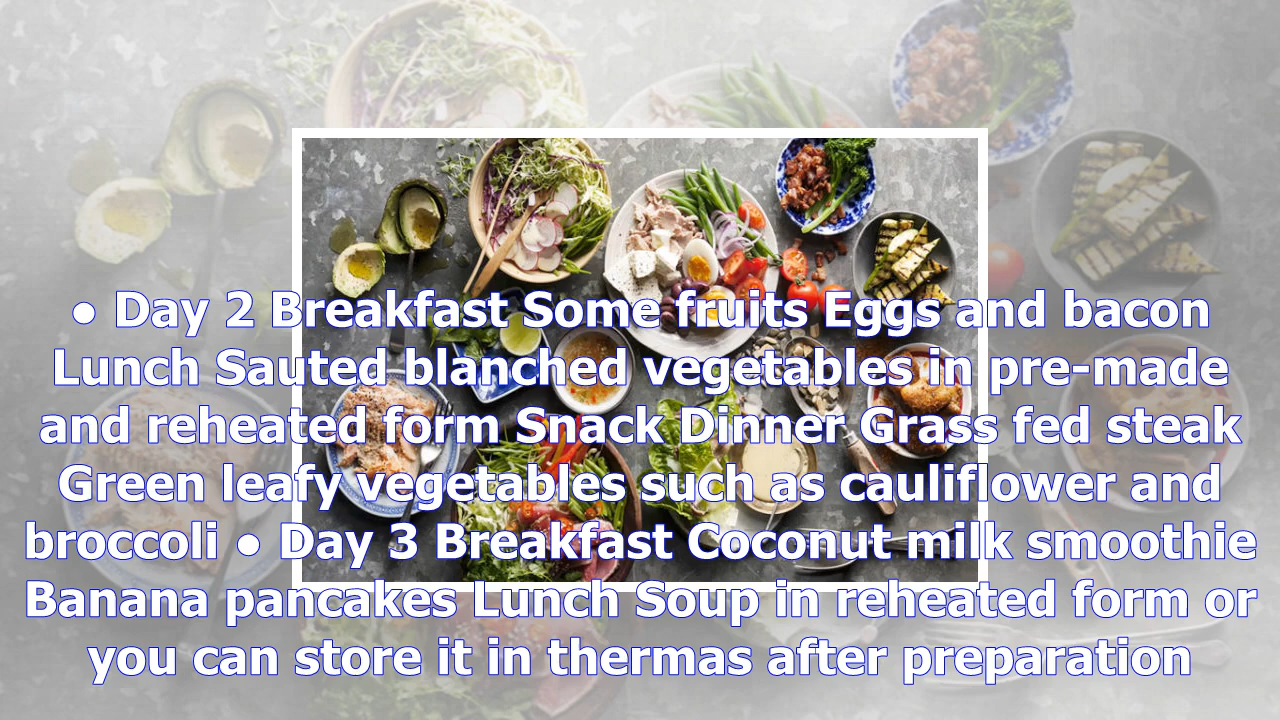 ● Day 2 Breakfast Some fruits Eggs and bacon
Lunch Sauted blanched vegetables in pre-made
and reheated form Snack Dinner Grass fed steak
Green leafy vegetables such as cauliflower and
broccoli ● Day 3 Breakfast Coconut milk smoothie
Banana pancakes Lunch Soup in reheated form or
you can store it in thermas after preparation